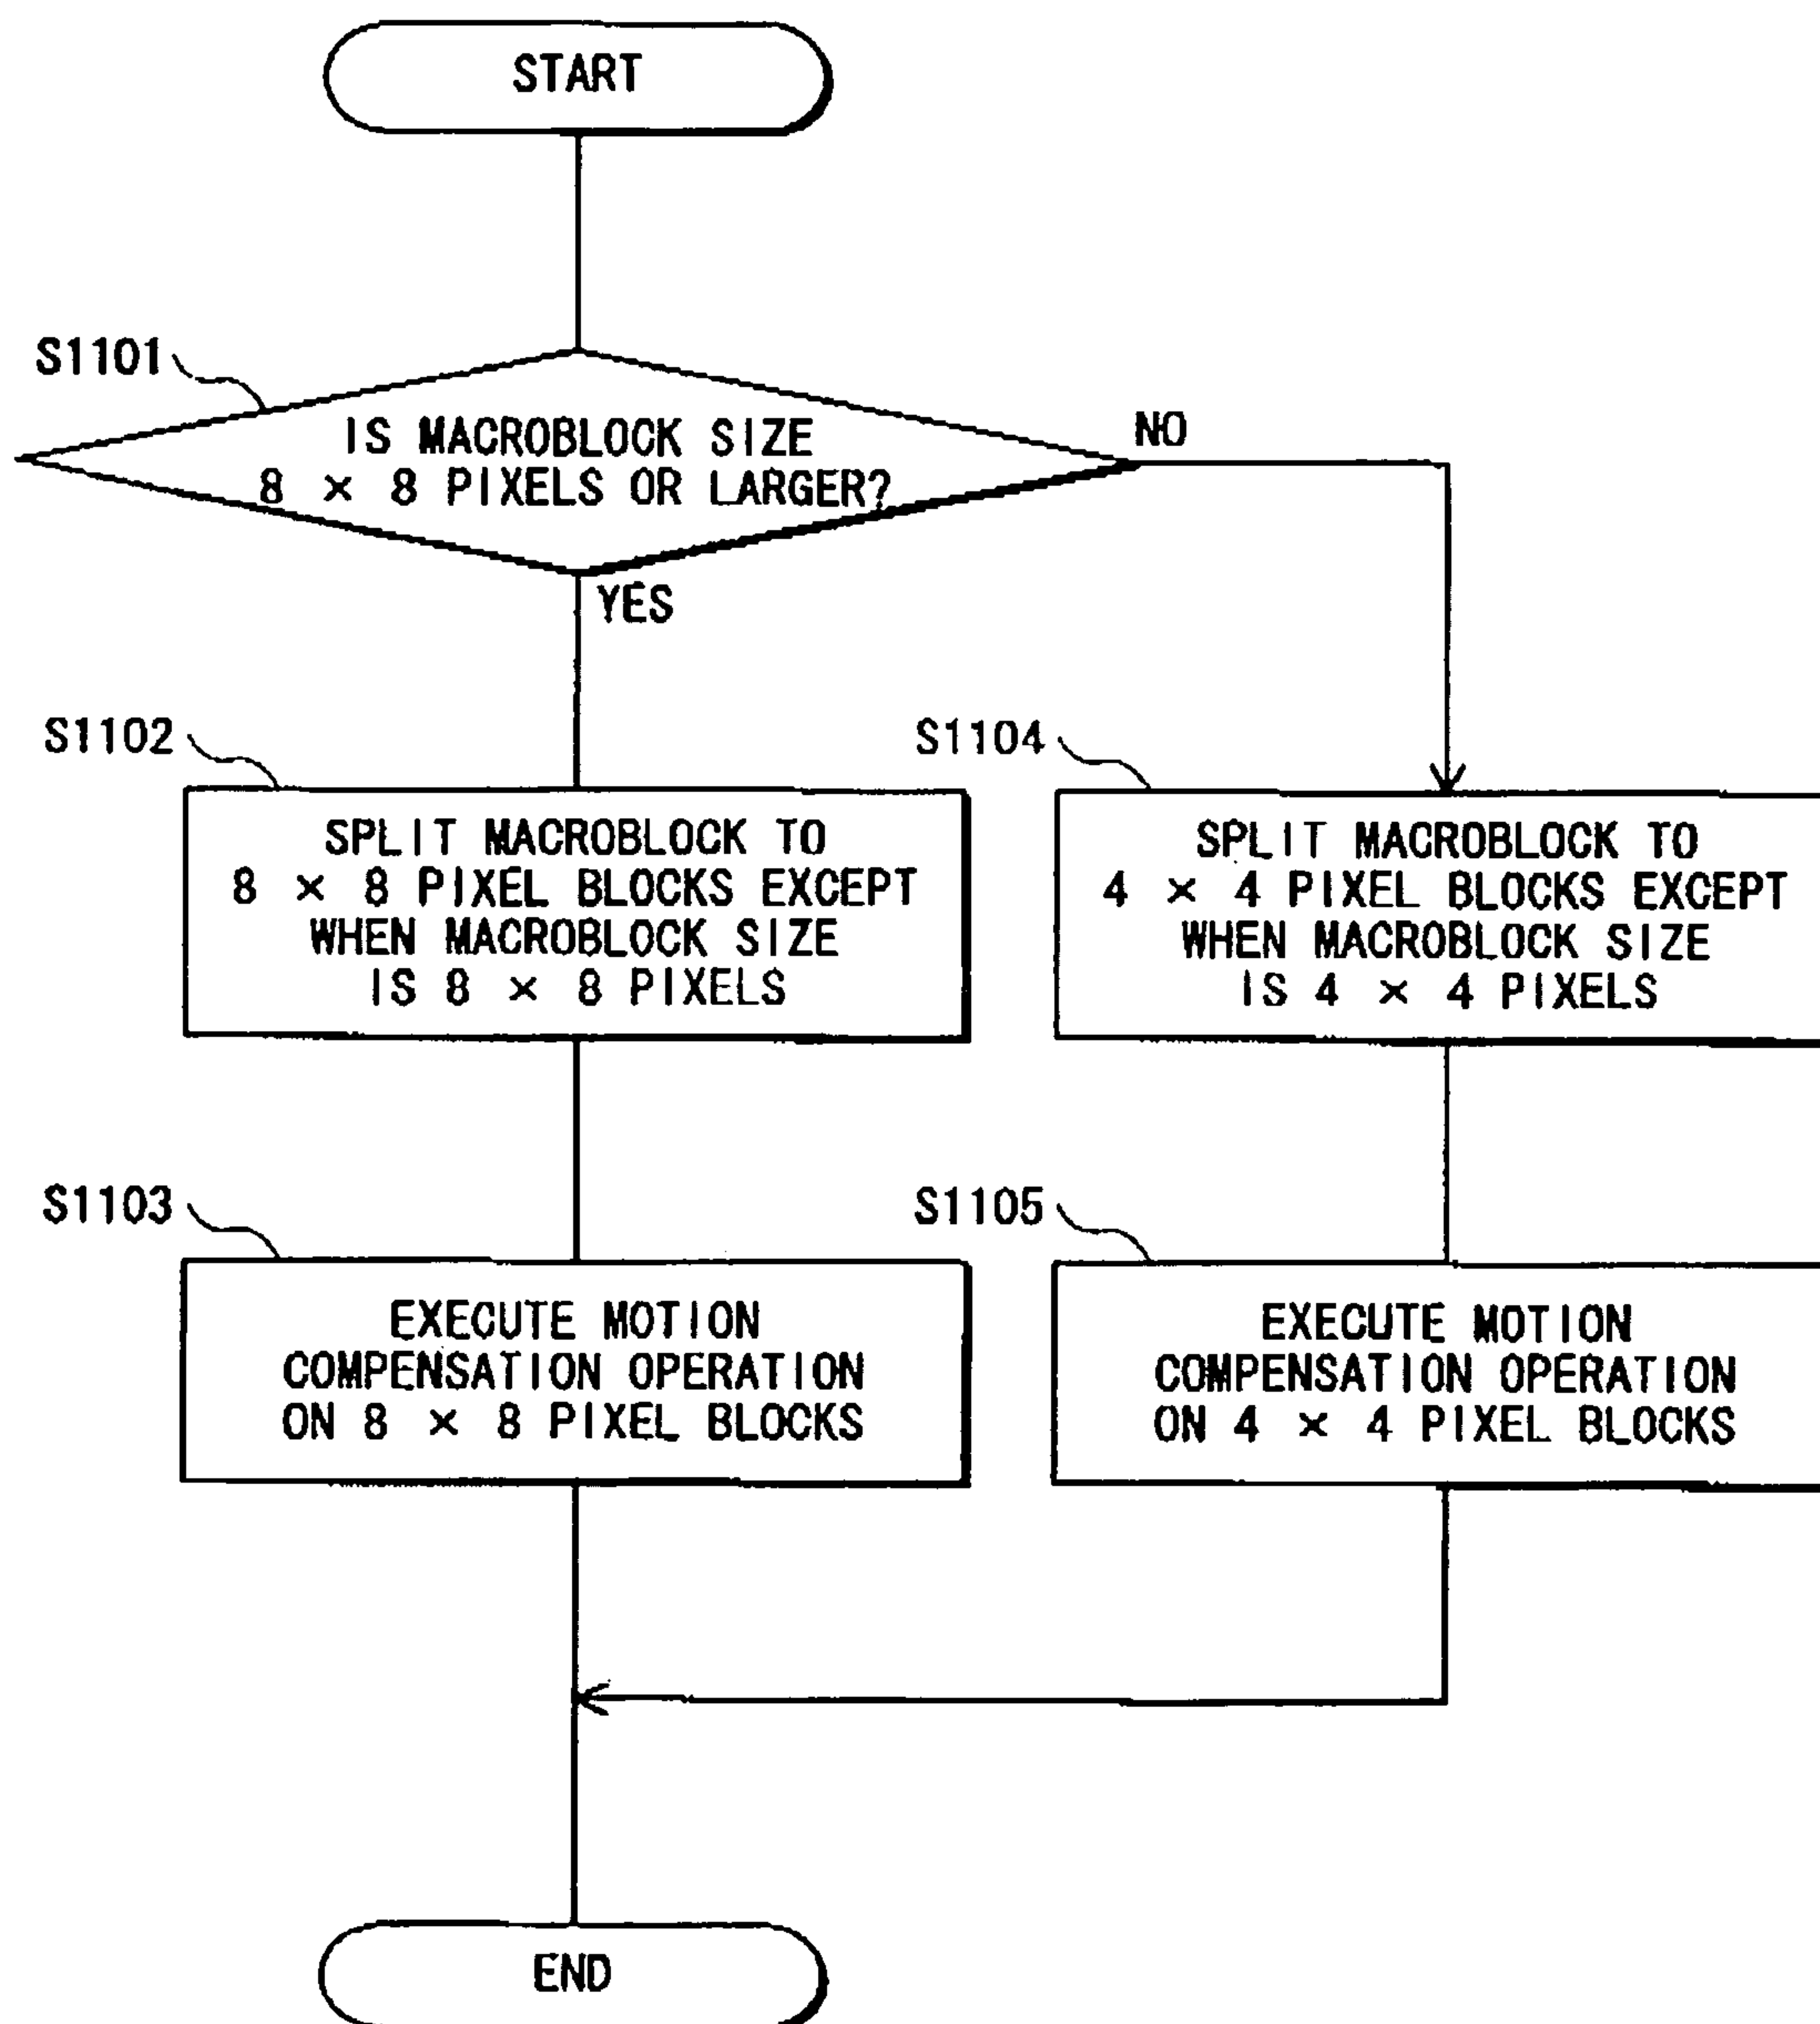 START
S1101
IS MACROBLOCK SIZE
8 × 8 PIXELS OR LARGER?
NO
YES
S1102
SPLIT MACROBLOCK TO
8 × 8 PIXEL BLOCKS EXCEPT
WHEN MACROBLOCK SIZE
IS 8 × 8 PIXELS
S1104
SPLIT MACROBLOCK TO
4 × 4 PIXEL BLOCKS EXCEPT
WHEN MACROBLOCK SIZE
IS 4 × 4 PIXELS
S1103
EXECUTE MOTION
COMPENSATION OPERATION
ON 8 × 8 PIXEL BLOCKS
S1105
EXECUTE MOTION
COMPENSATION OPERATION
ON 4 × 4 PIXEL BLOCKS
END